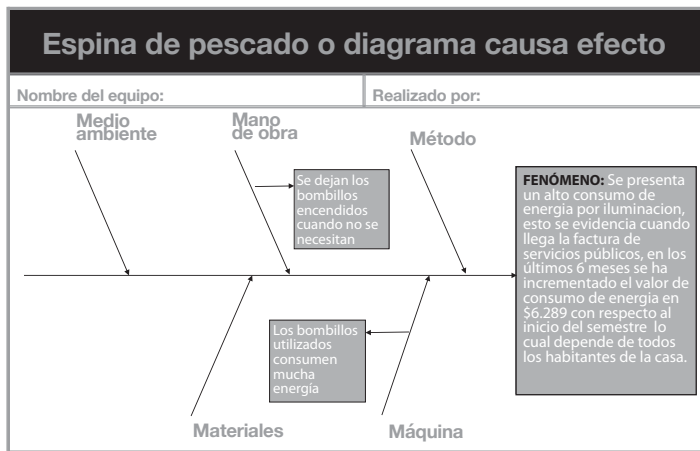 Espina de pescado o diagrama causa efecto
Nombre del equipo:
Realizado por:
Medio
ambiente
Mano
de obra
Método
Se dejan los
bombillos
encendidos
cuando no se
necesitan
FENÓMENO: Se presenta
un alto consumo de
energia por iluminacion,
esto se evidencia cuando
llega la factura de
servicios públicos, en los
últimos 6 meses se ha
incrementado el valor de
consumo de energia en
$6.289 con respecto al
inicio del semestre lo
cual depende de todos
los habitantes de la casa.
Los bombillos
utilizados
consumen
mucha
energía
Materiales
Máquina